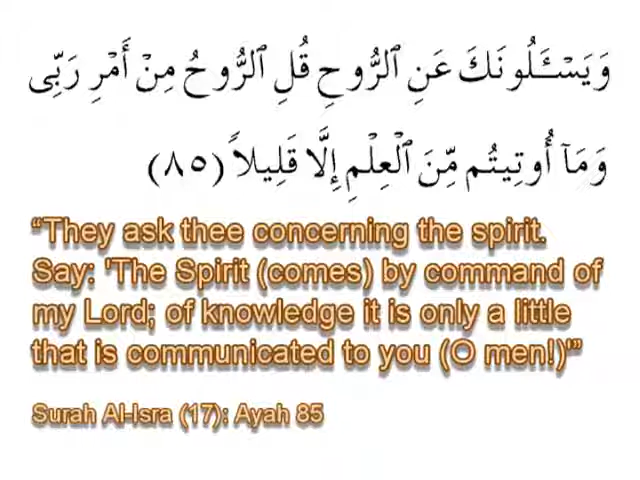 وَيَسْـَٔلُونَكَ عَنِ ٱلرُّوحِ قُلِ ٱلرُّوحُ مِنْ أَمْرِ رَبِّى
وَمَآ أُوتِيتُم مِّنَ ٱلْعِلْمِ إِلَّا قَلِيلاً (٨٥)
“They ask thee concerning the spirit.
Say: 'The Spirit (comes) by command of
my Lord; of knowledge it is only a little
that is communicated to you (O men!)'”
Surah Al-Isra (17): Ayah 85